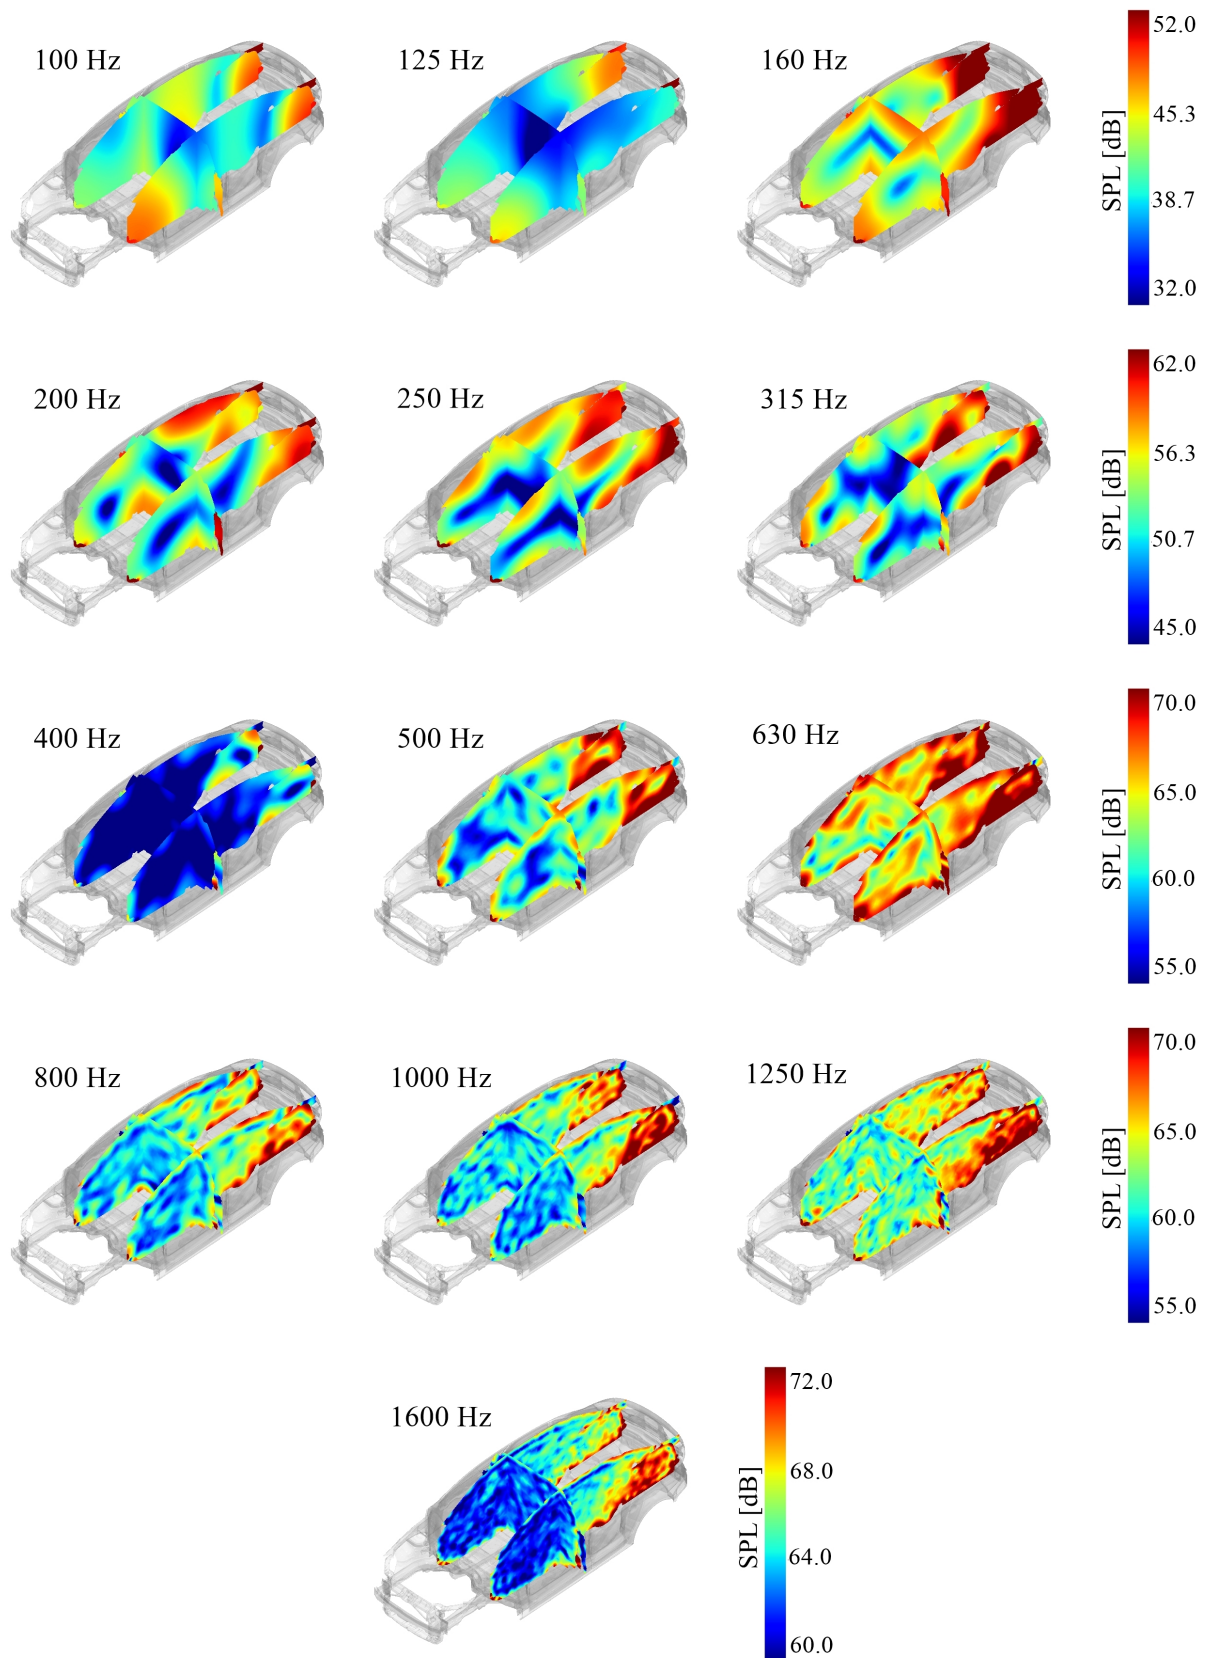 100 Hz
125 Hz
160 Hz
SPL [dB]
52.0
45.3
38.7
32.0
200 Hz
250 Hz
315 Hz
SPL [dB]
62.0
56.3
50.7
45.0
400 Hz
500 Hz
630 Hz
SPL [dB]
70.0
65.0
60.0
55.0
800 Hz
1000 Hz
1250 Hz
SPL [dB]
70.0
65.0
60.0
55.0
1600 Hz
SPL [dB]
72.0
68.0
64.0
60.0